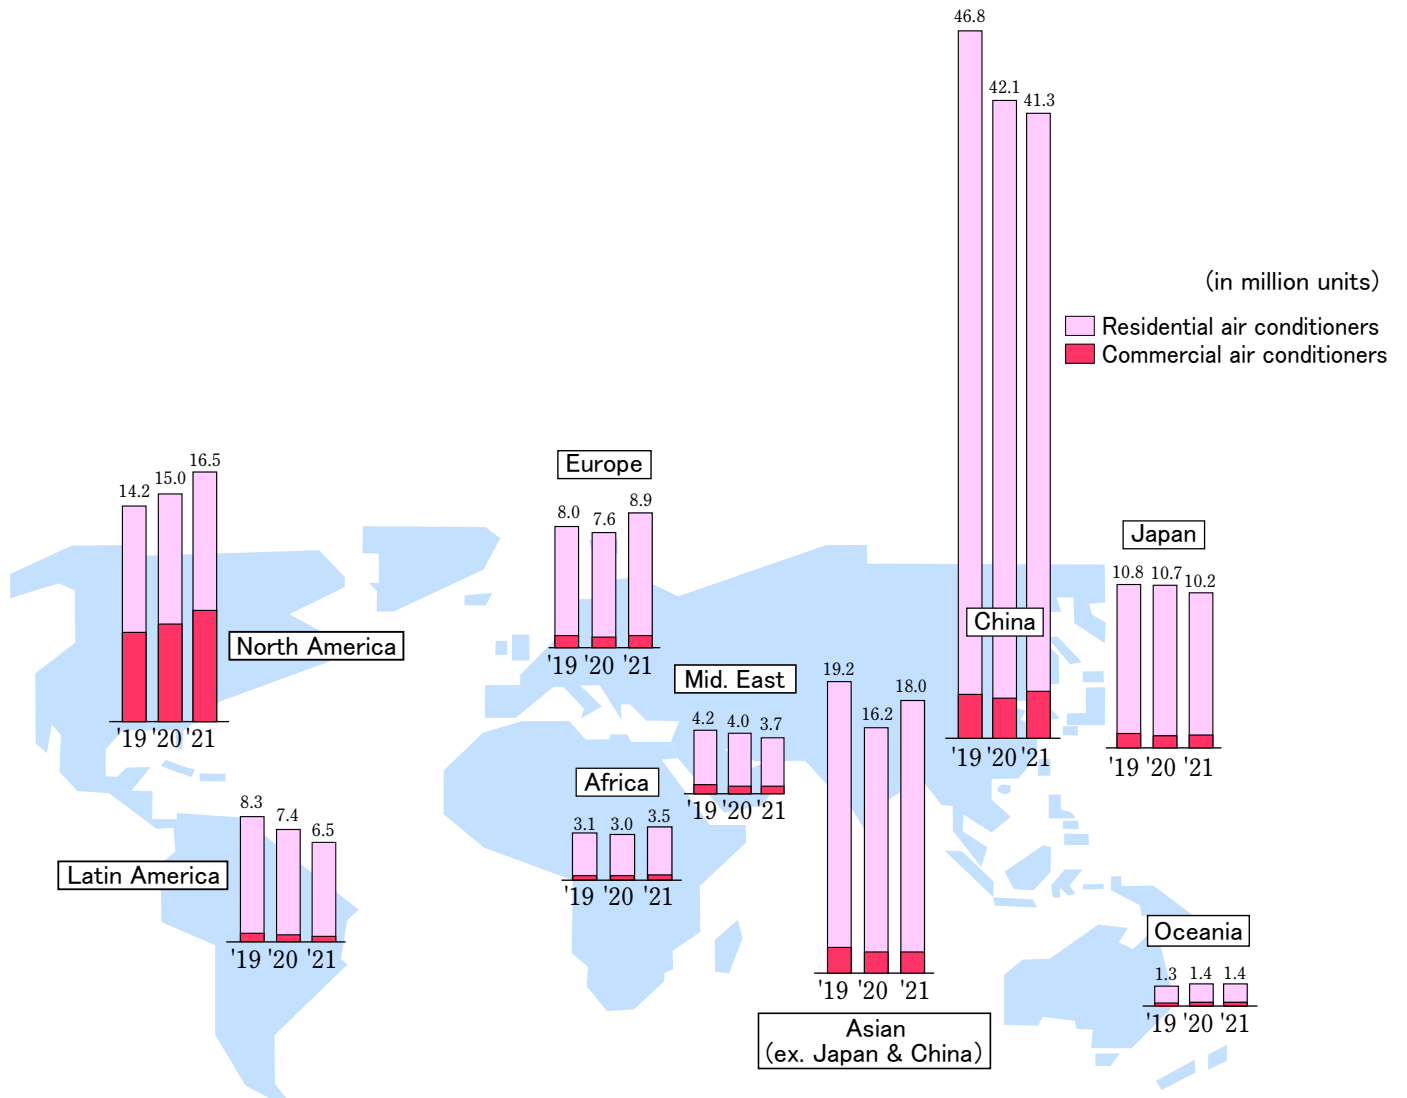 46.8
42.1
41.3
(in million units)
Residential air conditioners
Commercial air conditioners
14.2
15.0
16.5
North America
'19 '20 '21
Europe
8.0
7.6
8.9
'19 '20 '21
China
'19 '20 '21
Japan
10.8
10.7
10.2
'19 '20 '21
Mid. East
4.2
4.0
3.7
'19 '20 '21
19.2
16.2
18.0
'19 '20 '21
Asian
(ex. Japan & China)
Africa
3.1
3.0
3.5
'19 '20 '21
8.3
7.4
6.5
Latin America
'19 '20 '21
Oceania
1.3
1.4
1.4
'19 '20 '21